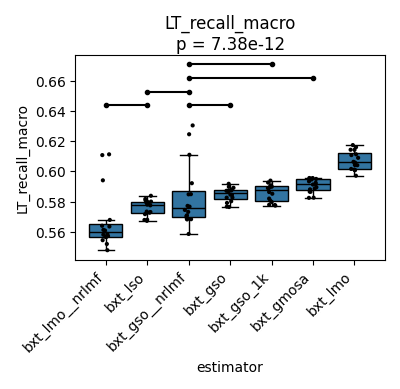 LT_recall_macro
p = 7.38e-12
LT_recall_macro
0.66
0.64
0.62
0.60
0.58
0.56
bxt_lmo__nrlmf
bxt_lso
bxt_gso__nrlmf
bxt_gso
bxt_gso_1k
bxt_gmosa
bxt_lmo
estimator